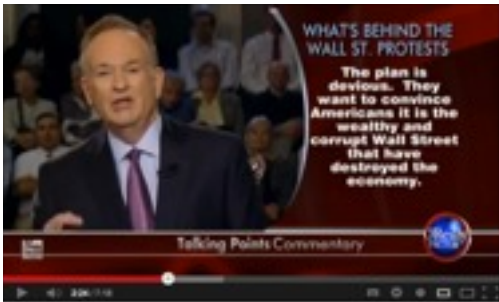 WHAT'S BEHIND THE
WALL ST. PROTESTS
The plan is
devious. They
want to convince
Americans it is the
wealthy and
corrupt Wall Street
that have
destroyed the
economy.
Talking Points Commentary